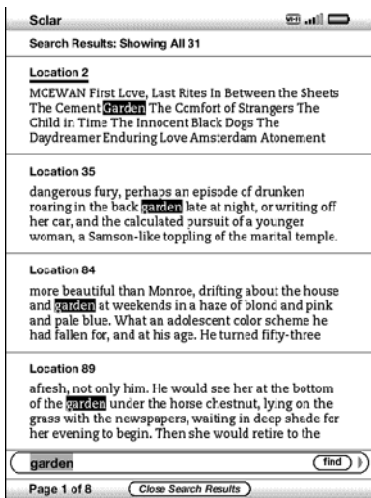 Solar
Search Results: Showing All 31
Location 2
MCEWAN First Love, Last Rites In Between the Sheets
The Cement Garden The Comfort of Strangers The
Child in Time The Innocent Black Dogs The
Daydreamer Enduring Love Amsterdam Atonement
Location 35
dangerous fury, perhaps an episode of drunken
roaring in the back garden late at night, or writing off
her car, and the calculated pursuit of a younger
woman, a Samson-like toppling of the marital temple.
Location 84
more beautiful than Monroe, drifting about the house
and garden at weekends in a haze of blond and pink
and pale blue. What an adolescent color scheme he
had fallen for, and at his age. He turned fifty-three
Location 89
afresh, not only him. He would see her at the bottom
of the garden under the horse chestnut, lying on the
grass with the newspapers, waiting in deep shade for
her evening to begin. Then she would retire to the
garden find
Page 1 of 8 Close Search Results